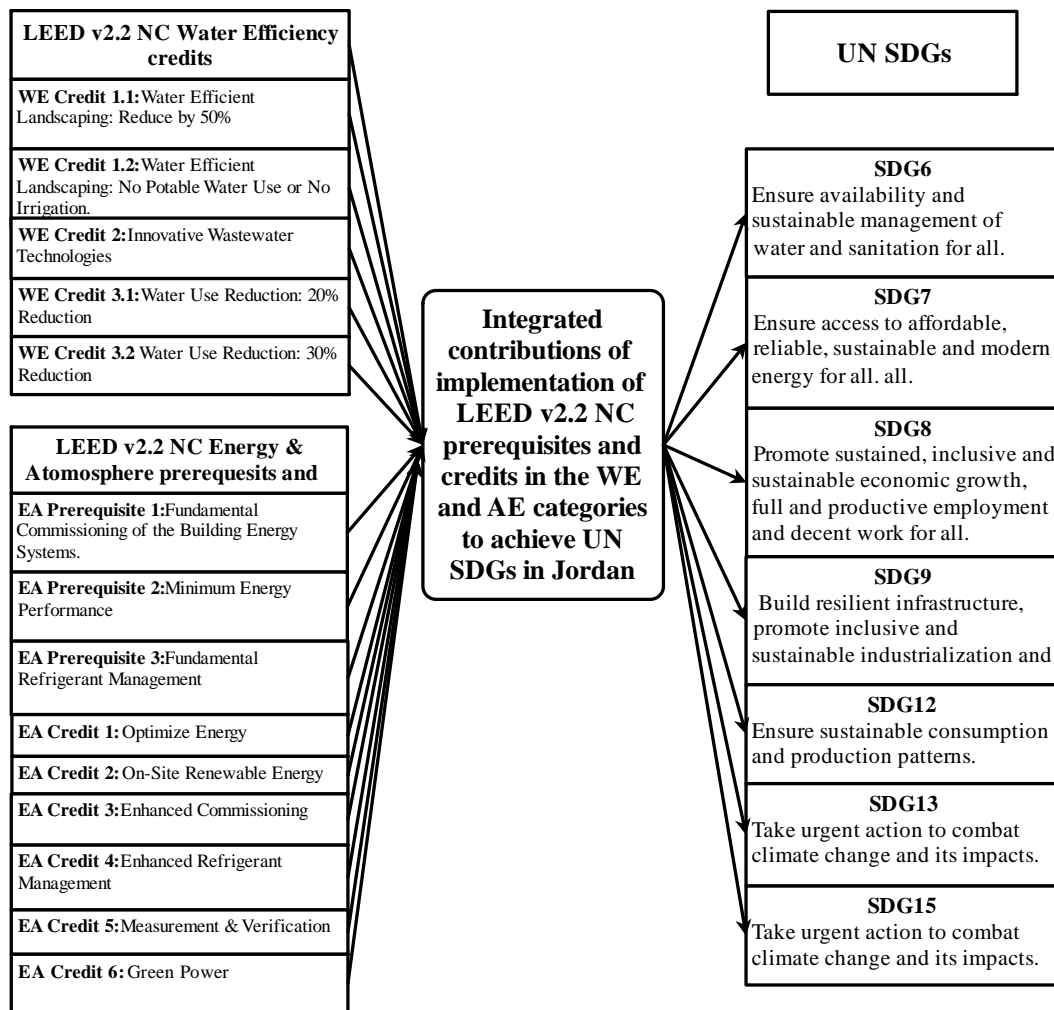 LEED v2.2 NC Water Efficiency
credits
WE Credit 1.1:Water Efficient
Landscaping: Reduce by 50%
WE Credit 1.2:Water Efficient
Landscaping: No Potable Water Use or No
Irrigation.
WE Credit 2:Innovative Wastewater
Technologies
WE Credit 3.1:Water Use Reduction: 20%
Reduction
WE Credit 3.2 Water Use Reduction: 30%
Reduction
LEED v2.2 NC Energy &
Atomosphere prerequesits and
EA Prerequisite 1:Fundamental
Commissioning of the Building Energy
Systems.
EA Prerequisite 2:Minimum Energy
Performance
EA Prerequisite 3:Fundamental
Refrigerant Management
EA Credit 1: Optimize Energy
EA Credit 2: On-Site Renewable Energy
EA Credit 3:Enhanced Commissioning
EA Credit 4:Enhanced Refrigerant
Management
EA Credit 5:Measurement & Verification
EA Credit 6: Green Power
Integrated
contributions of
implementation of
LEED v2.2 NC
prerequisites and
credits in the WE
and AE categories
to achieve UN
SDGs in Jordan
UN SDGs
SDG6
Ensure availability and
sustainable management of
water and sanitation for all.
SDG7
Ensure access to affordable,
reliable, sustainable and modern
energy for all. all.
SDG8
Promote sustained, inclusive and
sustainable economic growth,
full and productive employment
and decent work for all.
SDG9
Build resilient infrastructure,
promote inclusive and
sustainable industrialization and
SDG12
Ensure sustainable consumption
and production patterns.
SDG13
Take urgent action to combat
climate change and its impacts.
SDG15
Take urgent action to combat
climate change and its impacts.